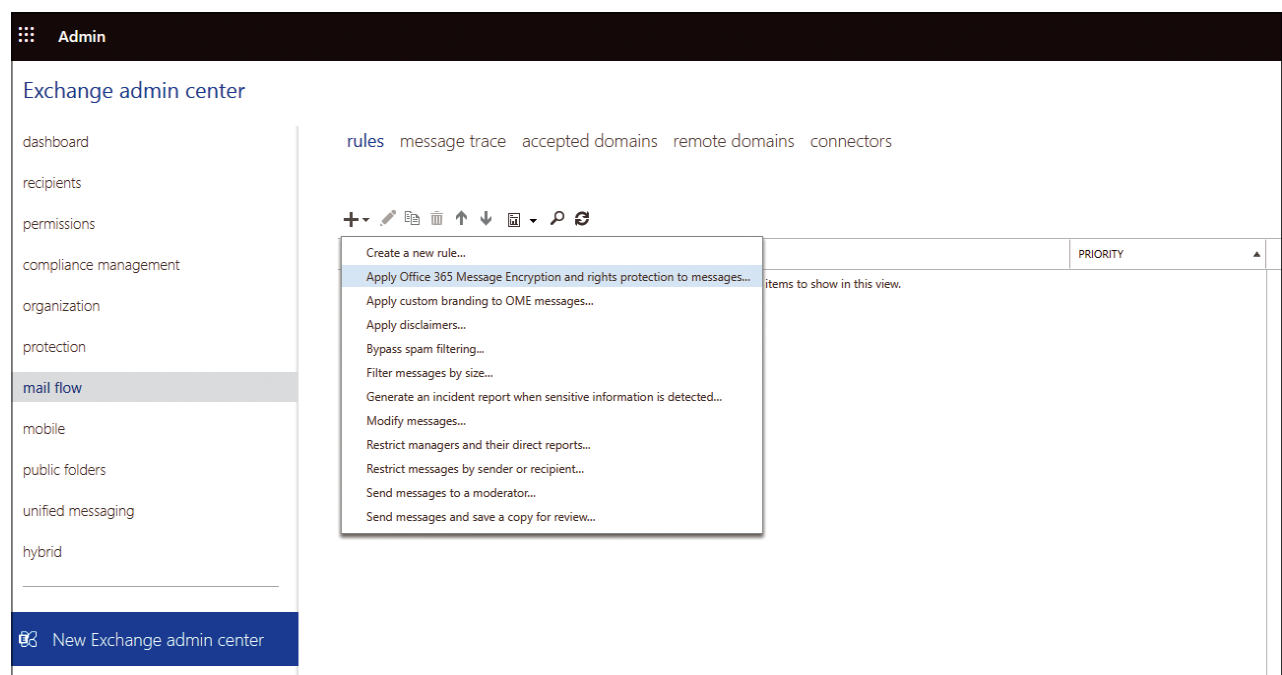 Admin
Exchange admin center
dashboard
recipients
permissions
compliance management
organization
protection
mail flow
mobile
public folders
unified messaging
hybrid
New Exchange admin center
rules message trace accepted domains remote domains connectors
PRIORITY
items to show in this view.
Create a new rule...
Apply Office 365 Message Encryption and rights protection to messages...
Apply custom branding to OME messages...
Apply disclaimers...
Bypass spam filtering...
Filter messages by size...
Generate an incident report when sensitive information is detected...
Modify messages...
Restrict managers and their direct reports...
Restrict messages by sender or recipient...
Send messages to a moderator...
Send messages and save a copy for review...